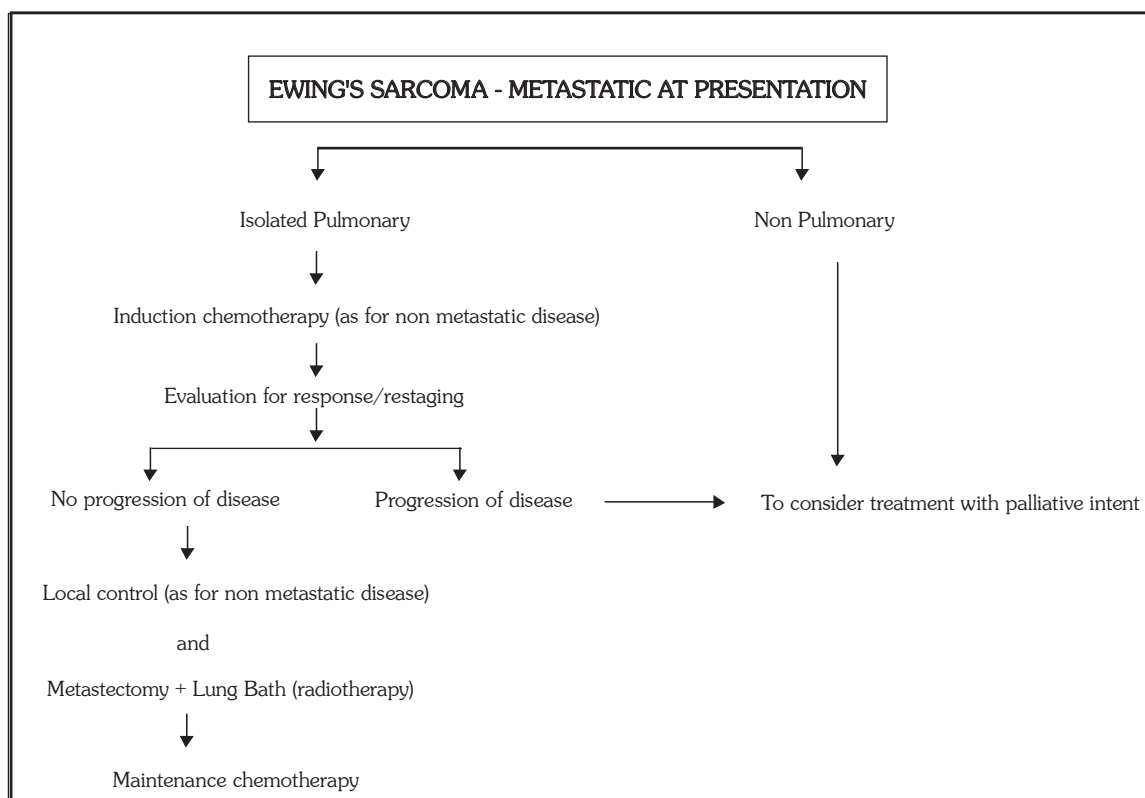 EWING'S SARCOMA - METASTATIC AT PRESENTATION
Isolated Pulmonary
Non Pulmonary
Induction chemotherapy (as for non metastatic disease)
Evaluation for response/restaging
No progression of disease
Progression of disease
To consider treatment with palliative intent
Local control (as for non metastatic disease)
and
Metastectomy + Lung Bath (radiotherapy)
Maintenance chemotherapy